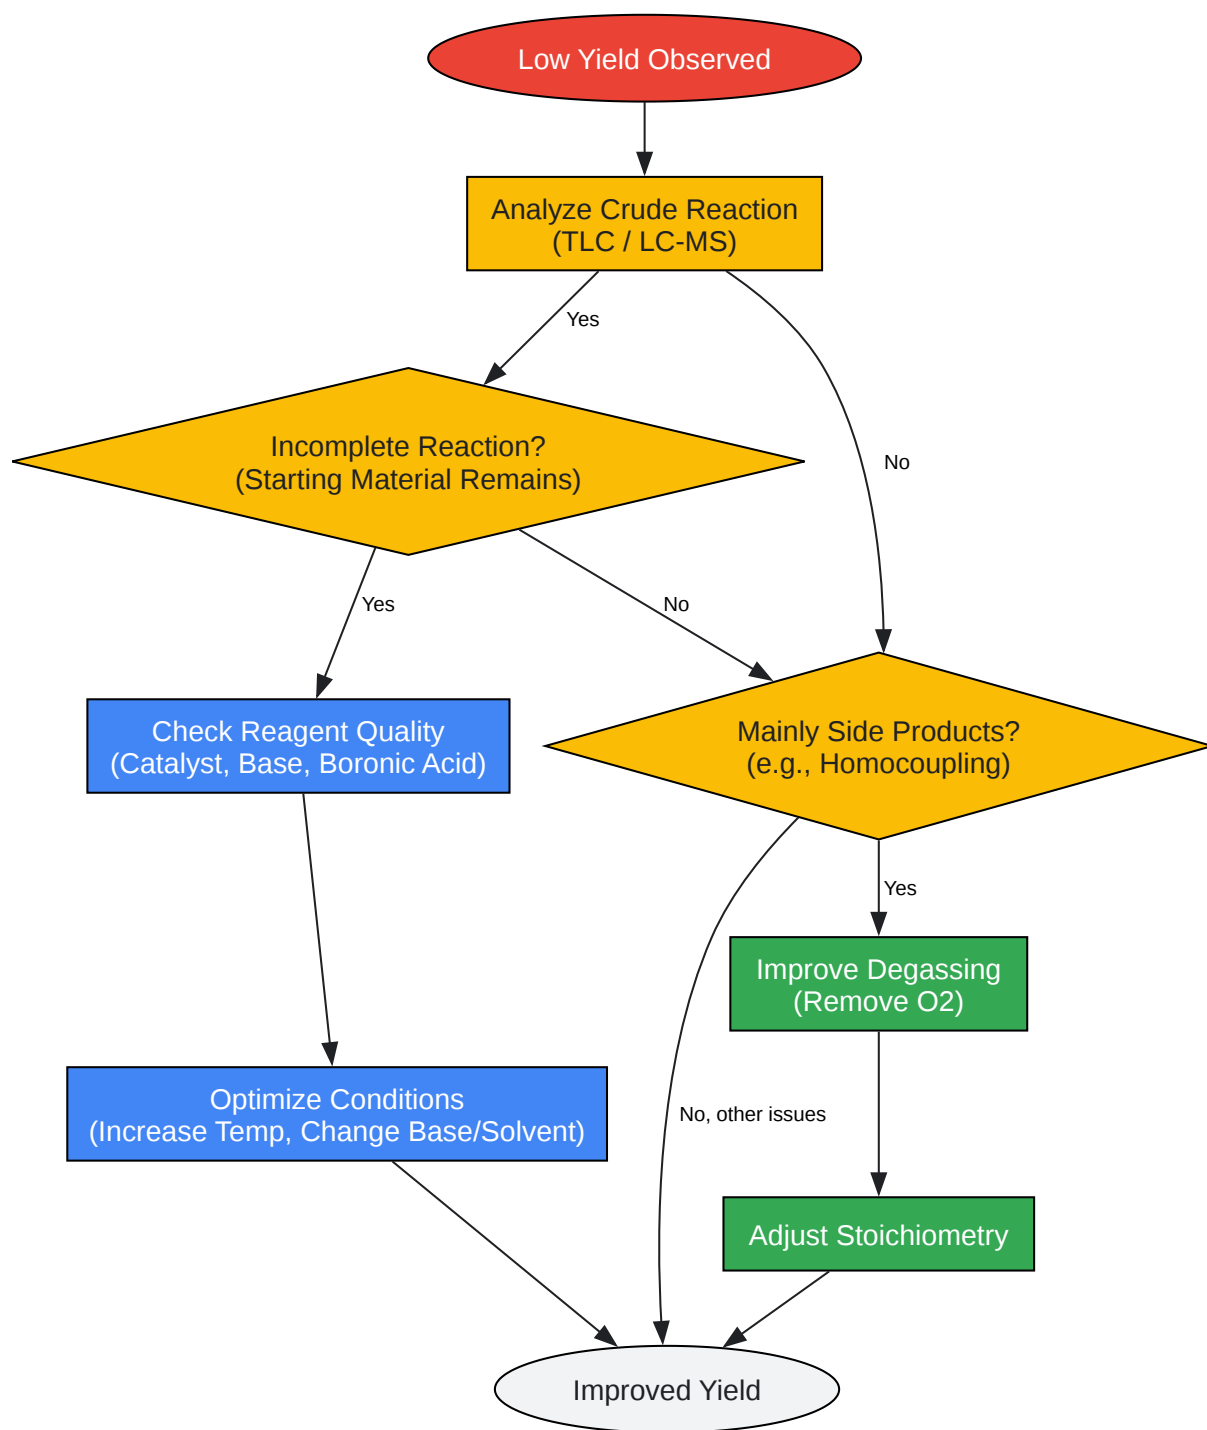 Low Yield Observed
Analyze Crude Reaction
(TLC / LC-MS)
Yes
No
Incomplete Reaction?
(Starting Material Remains)
Yes
No
Check Reagent Quality
(Catalyst, Base, Boronic Acid)
Mainly Side Products?
(e.g., Homocoupling)
Yes
Improve Degassing
(Remove O2)
Optimize Conditions
(Increase Temp, Change Base/Solvent)
No, other issues
Adjust Stoichiometry
Improved Yield